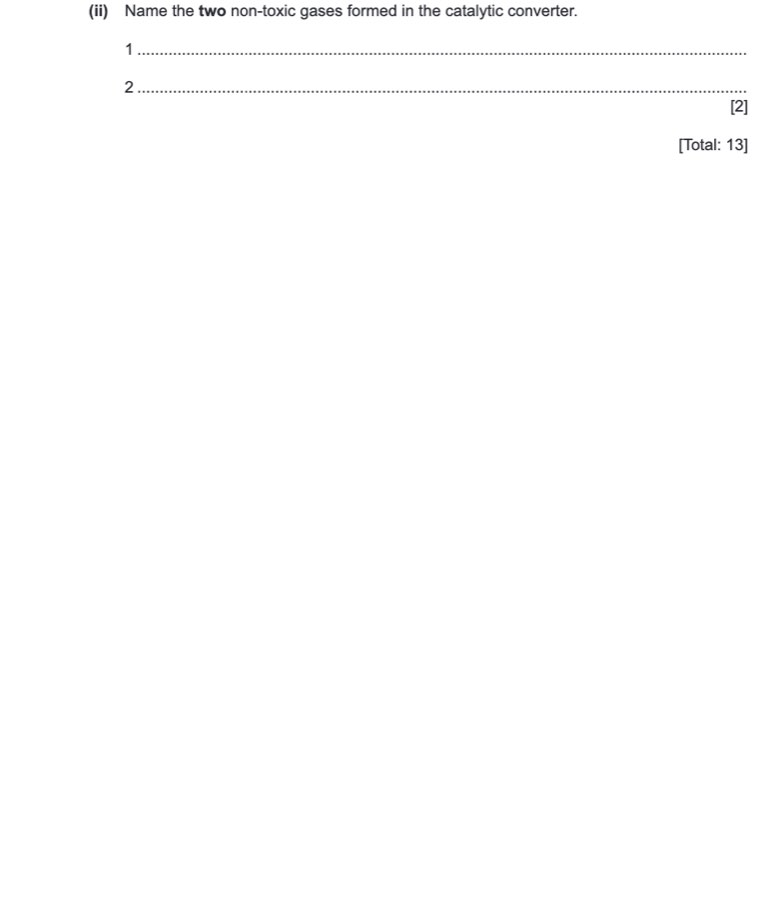 (ii) Name the two non-toxic gases formed in the catalytic converter.
1 ..........................................................................................................................................
2 ..........................................................................................................................................
[2]
[Total: 13]